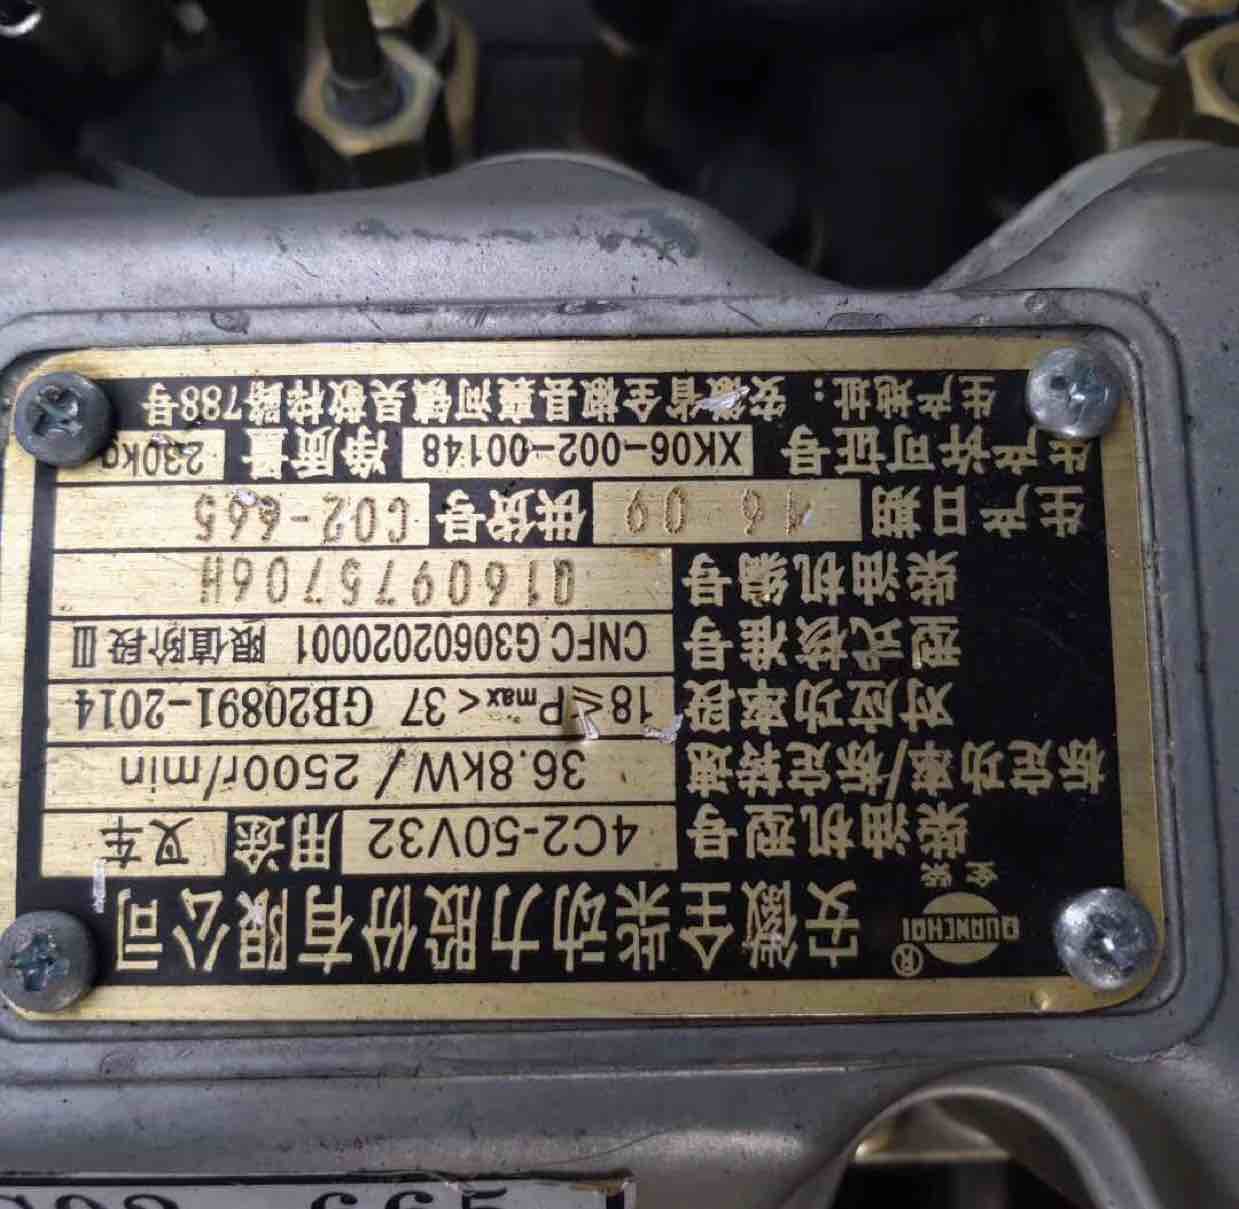 QUANCHAI ®
全柴
安徽全柴动力股份有限公司
柴油机型号 4C2-50V32 用途 叉车
标定功率/标定转速 36.8kW/2500r/min
对应功率段 18≤Pmax<37 GB20891-2014
型式核准号 CNFC G30602020001 限值阶段Ⅲ
柴油机编号 Q160975706H
生产日期 16 09 供货号 C02-665
生产许可证号 XK06-002-00148 净质量 230kg
生产地址：安徽省全椒县襄河镇吴敬梓路788号